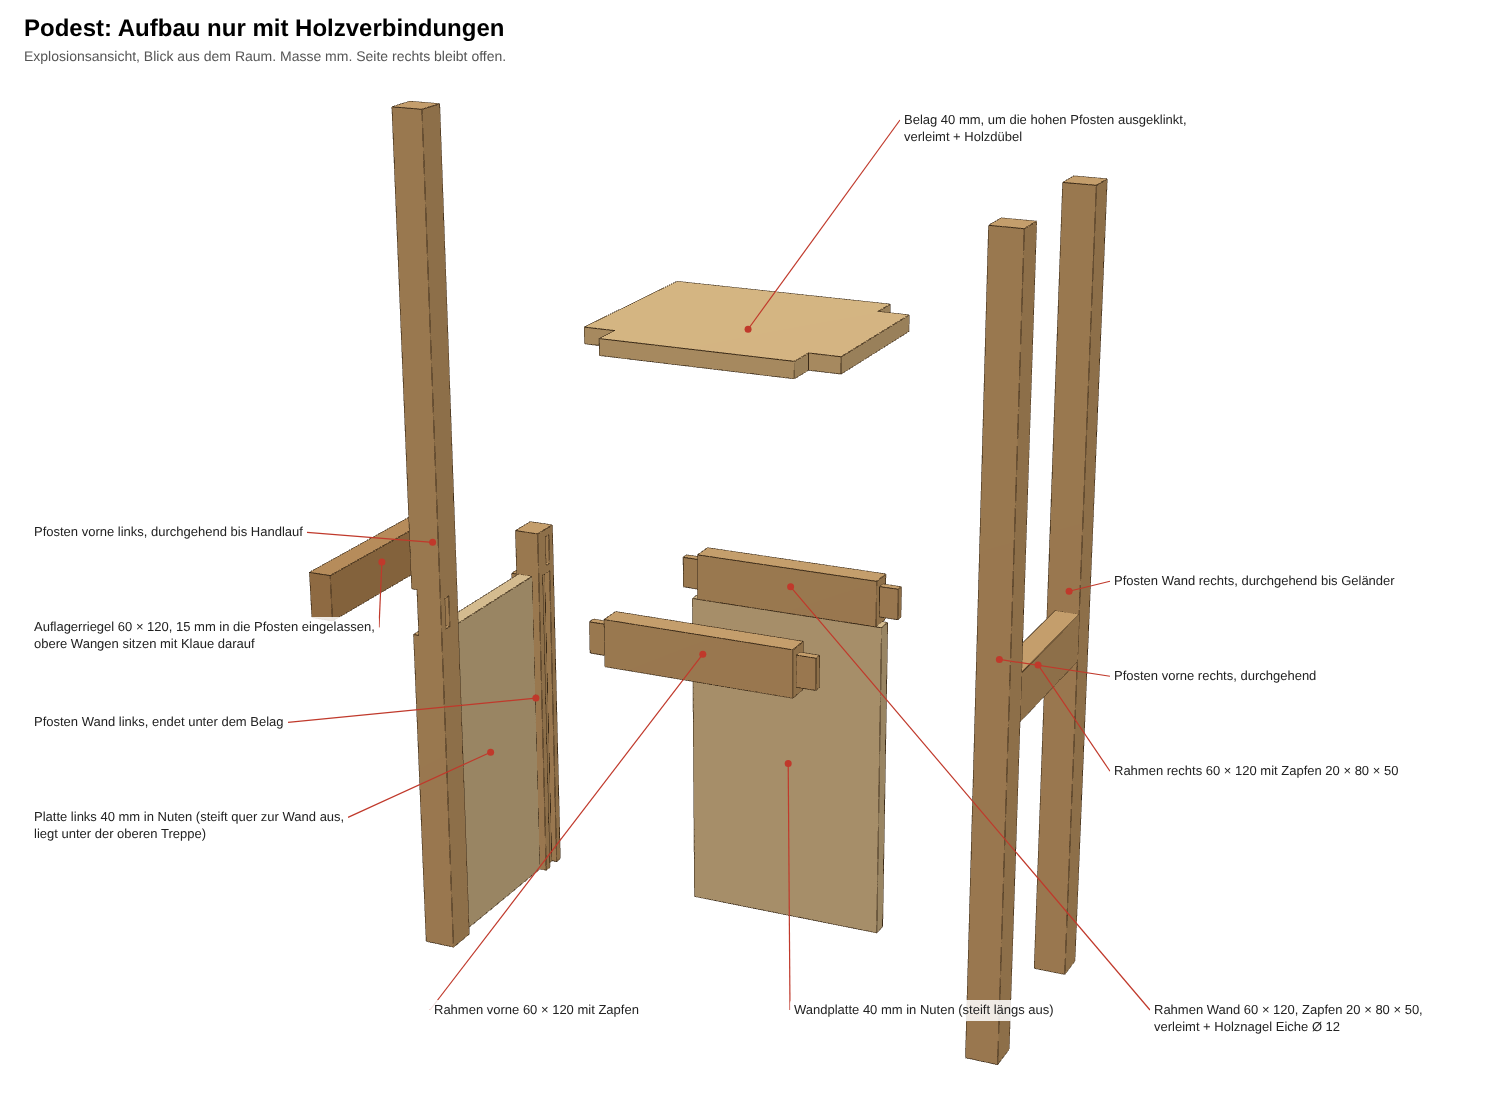 Podest: Aufbau nur mit Holzverbindungen
Explosionsansicht, Blick aus dem Raum. Masse mm. Seite rechts bleibt offen.
Belag 40 mm, um die hohen Pfosten ausgeklinkt,
verleimt + Holzdübel
Pfosten vorne links, durchgehend bis Handlauf
Auflagerriegel 60 × 120, 15 mm in die Pfosten eingelassen,
obere Wangen sitzen mit Klaue darauf
Pfosten Wand links, endet unter dem Belag
Platte links 40 mm in Nuten (steift quer zur Wand aus,
liegt unter der oberen Treppe)
Pfosten Wand rechts, durchgehend bis Geländer
Pfosten vorne rechts, durchgehend
Rahmen rechts 60 × 120 mit Zapfen 20 × 80 × 50
Rahmen vorne 60 × 120 mit Zapfen
Wandplatte 40 mm in Nuten (steift längs aus)
Rahmen Wand 60 × 120, Zapfen 20 × 80 × 50,
verleimt + Holznagel Eiche Ø 12